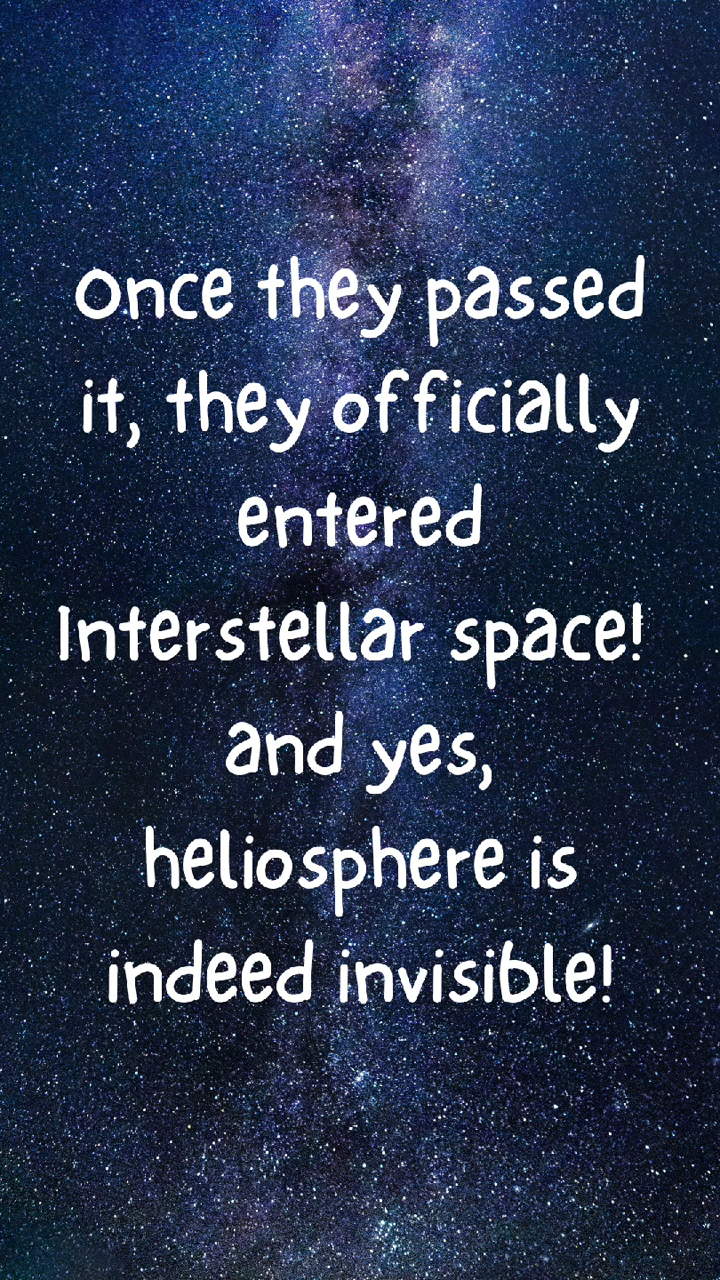 Once they passed
it, they officially
entered
Interstellar space!
and yes,
heliosphere is
indeed invisible!